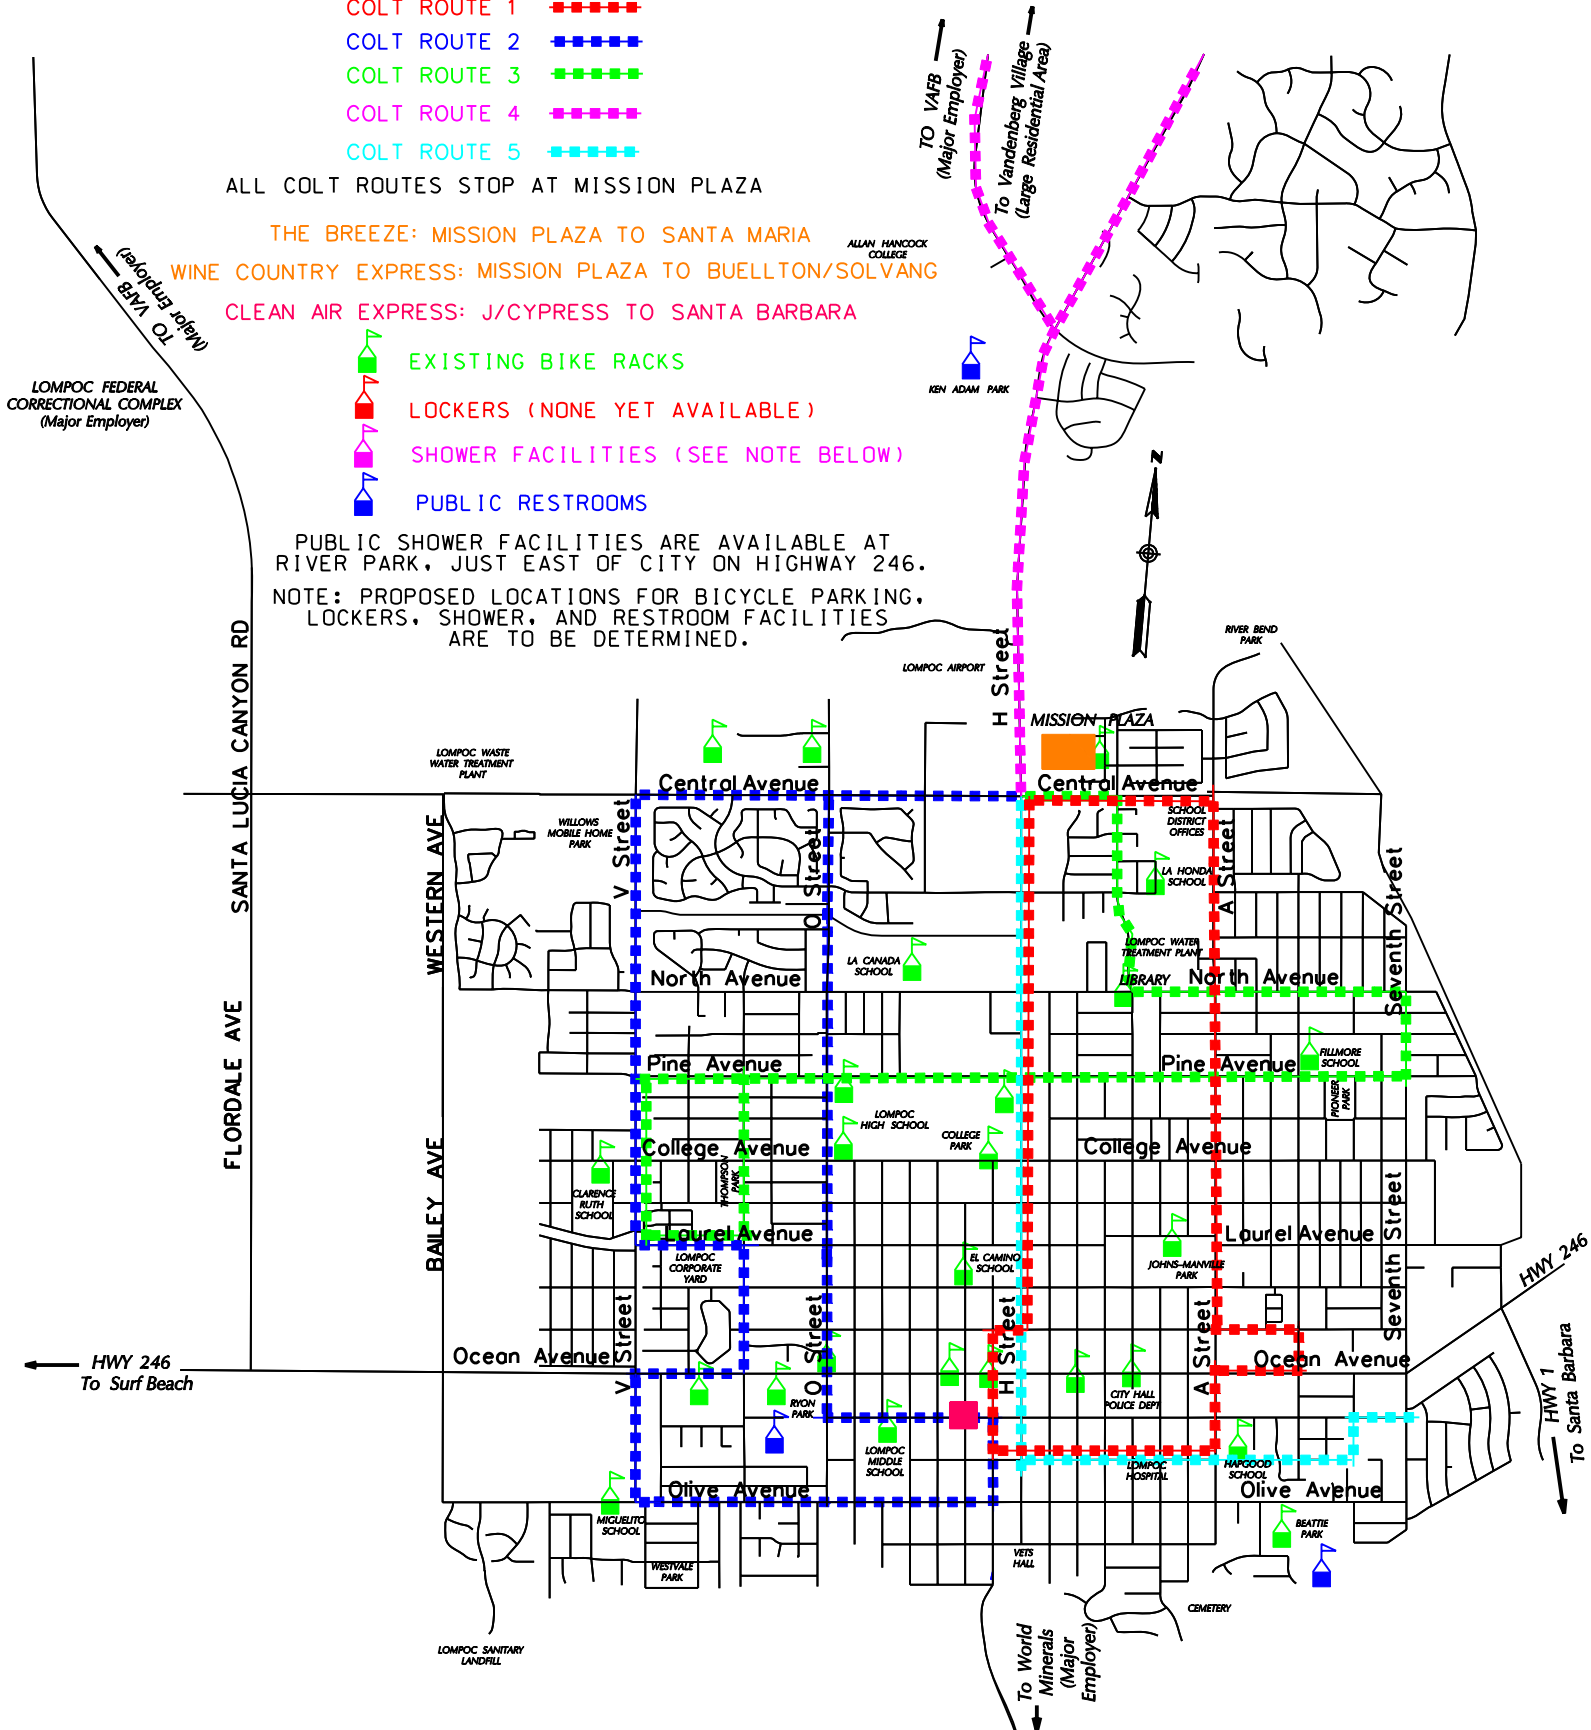 COLT ROUTE 1
COLT ROUTE 2
COLT ROUTE 3
COLT ROUTE 4
COLT ROUTE 5
ALL COLT ROUTES STOP AT MISSION PLAZA
THE BREEZE: MISSION PLAZA TO SANTA MARIA
WINE COUNTRY EXPRESS: MISSION PLAZA TO BUELLTON/SOLVANG
CLEAN AIR EXPRESS: J/CYPRESS TO SANTA BARBARA
EXISTING BIKE RACKS
LOCKERS (NONE YET AVAILABLE)
SHOWER FACILITIES (SEE NOTE BELOW)
PUBLIC RESTROOMS
PUBLIC SHOWER FACILITIES ARE AVAILABLE AT
RIVER PARK, JUST EAST OF CITY ON HIGHWAY 246.
NOTE: PROPOSED LOCATIONS FOR BICYCLE PARKING,
LOCKERS, SHOWER, AND RESTROOM FACILITIES
ARE TO BE DETERMINED.
TO VAFB
(Major Employer)
To Vandenberg Village
(Large Residential Area)
ALLAN HANCOCK
COLLEGE
TO VAFB
(Major Employer)
LOMPOC FEDERAL
CORRECTIONAL COMPLEX
(Major Employer)
KEN ADAM PARK
N
RIVER BEND
PARK
LOMPOC AIRPORT
H Street
MISSION PLAZA
SANTA LUCIA CANYON RD
LOMPOC WASTE
WATER TREATMENT
PLANT
Central Avenue
Central Avenue
WILLOWS
MOBILE HOME
PARK
V Street
O Street
SCHOOL
DISTRICT
OFFICES
A Street
LA HONDA
SCHOOL
WESTERN AVE
Seventh Street
LA CANADA
SCHOOL
LOMPOC WATER
TREATMENT PLANT
LIBRARY
North Avenue
North Avenue
FLORDALE AVE
Pine Avenue
Pine Avenue
FILLMORE
SCHOOL
PIONEER
PARK
LOMPOC
HIGH SCHOOL
COLLEGE
PARK
College Avenue
College Avenue
THOMPSON
PARK
CLARENCE
RUTH
SCHOOL
BAILEY AVE
Laurel Avenue
Laurel Avenue
LOMPOC
CORPORATE
YARD
EL CAMINO
SCHOOL
JOHNS-MANVILLE
PARK
Seventh Street
HWY 246
V Street
O Street
H Street
A Street
Ocean Avenue
Ocean Avenue
HWY 246
To Surf Beach
RYON
PARK
CITY HALL
POLICE DEPT
HWY 1
To Santa Barbara
LOMPOC
MIDDLE
SCHOOL
LOMPOC
HOSPITAL
HAPGOOD
SCHOOL
Olive Avenue
Olive Avenue
MIGUELITO
SCHOOL
BEATTIE
PARK
WESTVALE
PARK
VETS
HALL
CEMETERY
LOMPOC SANITARY
LANDFILL
To World
Minerals
(Major
Employer)